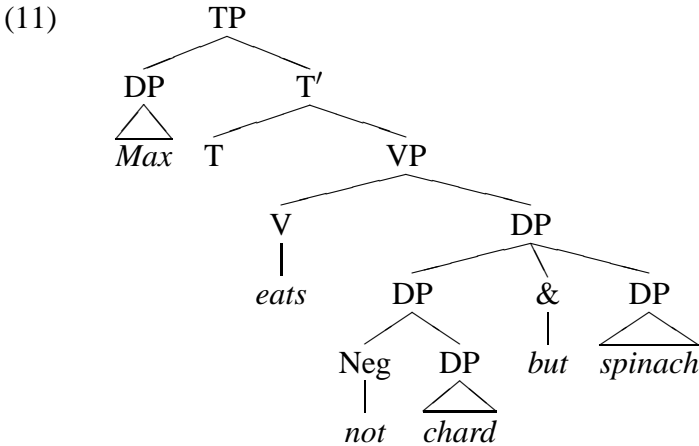 (11) TP
DP T′
Max T VP
V DP
eats DP & DP
Neg DP but spinach
not chard